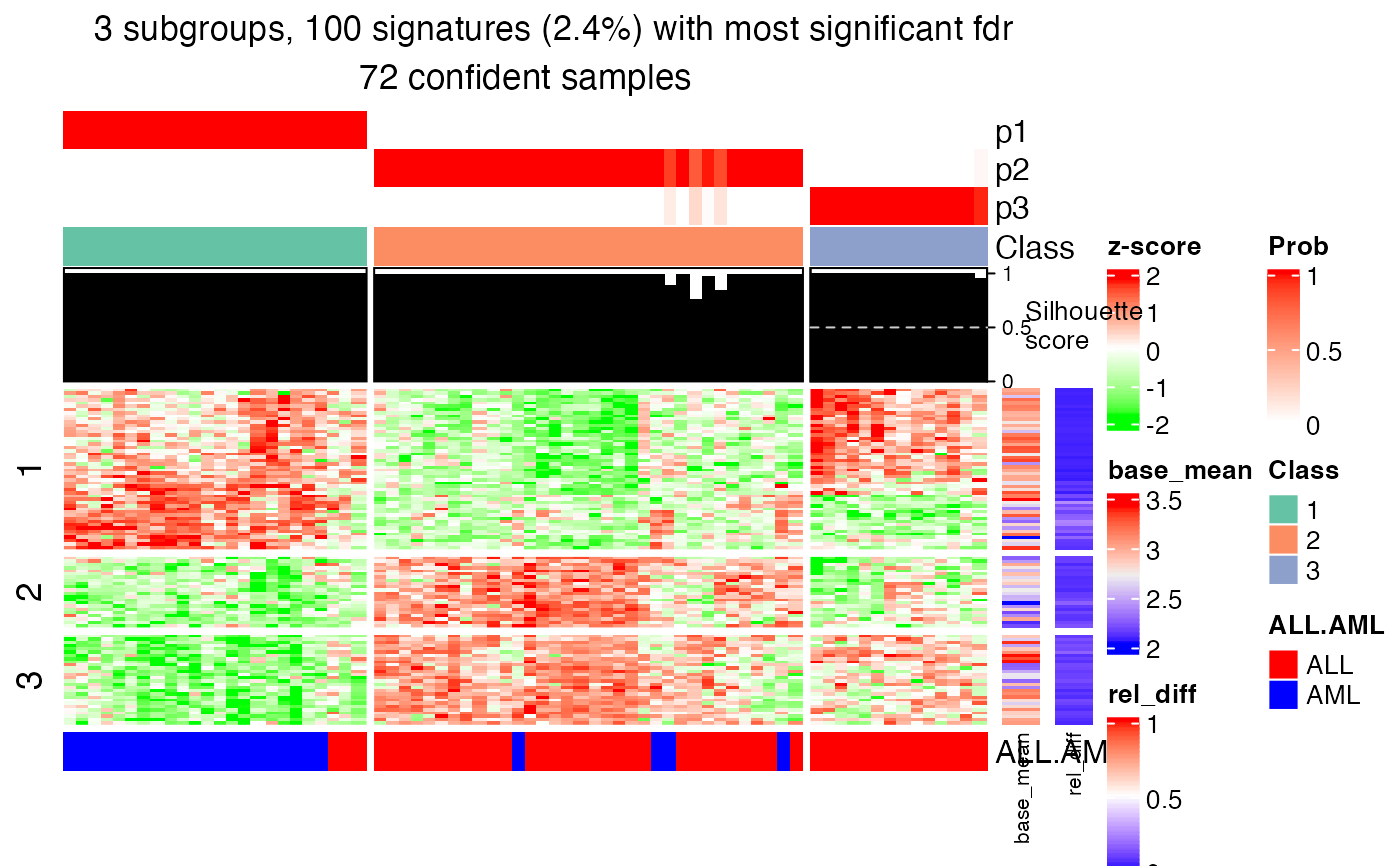 3 subgroups, 100 signatures (2.4%) with most significant fdr
72 confident samples
p1
p2
p3
Class
1
0.5
0
Silhouette
score
1
2
3
ALL.AM
base_mean
rel_diff
z-score
2
1
0
-1
-2
base_mean
3.5
3
2.5
2
rel_diff
1
0.5
Prob
1
0.5
0
Class
1
2
3
ALL.AML
ALL
AML